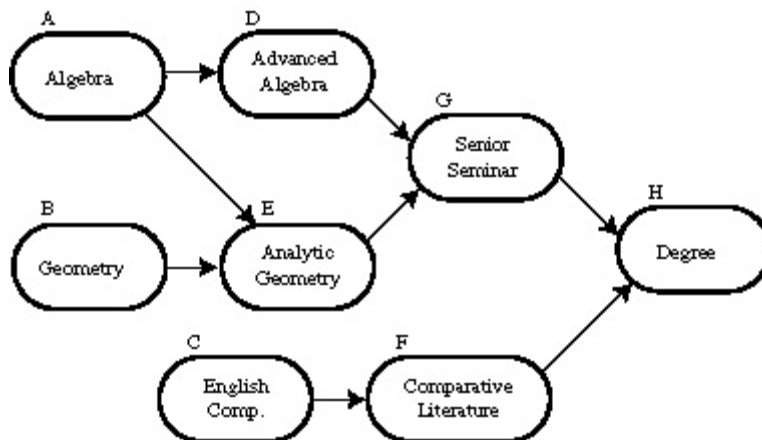 A
Algebra
D
Advanced
Algebra
G
Senior
Seminar
B
Geometry
E
Analytic
Geometry
H
Degree
C
English
Comp.
F
Comparative
Literature